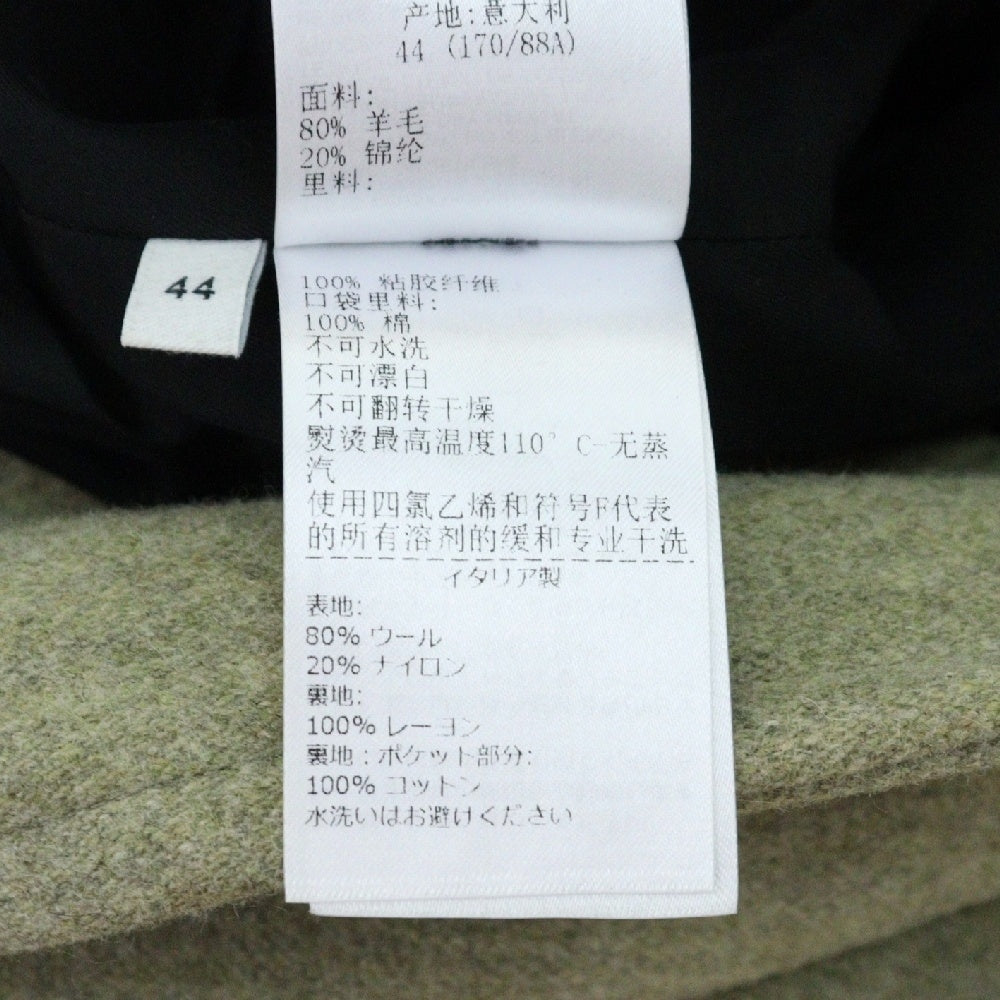 产地:意大利
44 (170/88A)
面料:
80% 羊毛
20% 锦纶
里料:
44
100% 粘胶纤维
口袋里料:
100% 棉
不可水洗
不可漂白
不可翻转干燥
熨烫最高温度110° C-无蒸
汽
使用四氯乙烯和符号F代表
的所有溶剂的缓和专业干洗
イタリア製
表地:
80% ウール
20% ナイロン
裏地:
100% レーヨン
裏地:ポケット部分:
100% コットン
水洗いはお避けください